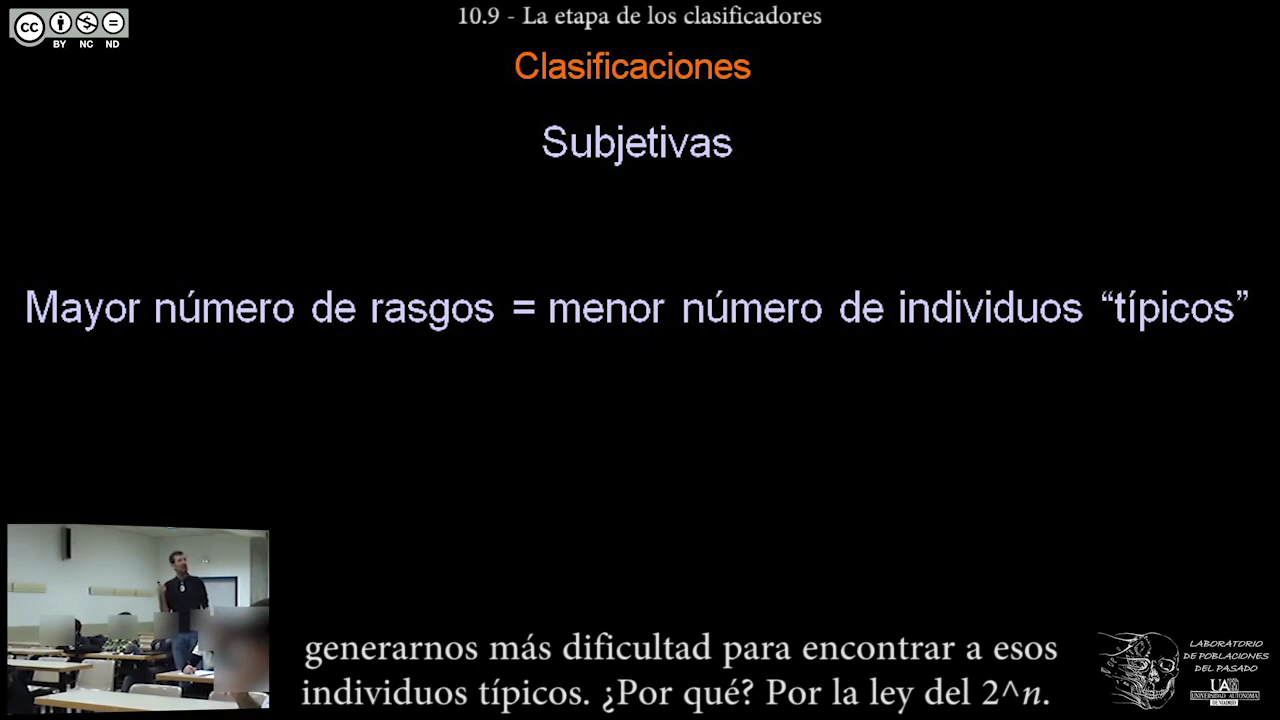 cc
BY NC ND
10.9 - La etapa de los clasificadores
Clasificaciones
Subjetivas
Mayor número de rasgos = menor número de individuos “típicos”
generarnos más dificultad para encontrar a esos
individuos típicos. ¿Por qué? Por la ley del 2^n.
LABORATORIO
DE POBLACIONES
DEL PASADO
UAM
UNIVERSIDAD AUTONOMA
DE MADRID